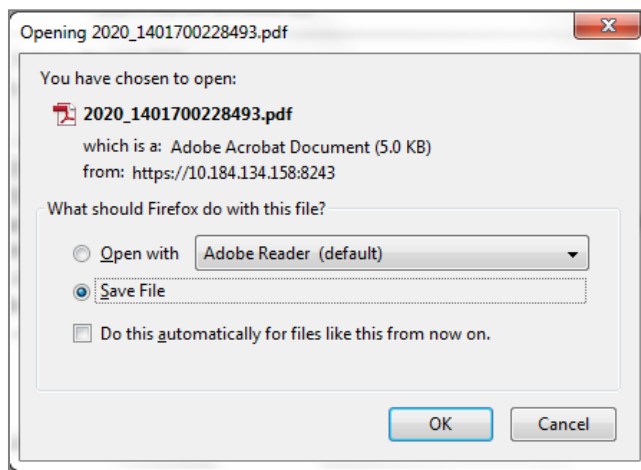 Opening 2020_1401700228493.pdf
You have chosen to open:
2020_1401700228493.pdf
which is a: Adobe Acrobat Document (5.0 KB)
from: https://10.184.134.158:8243
What should Firefox do with this file?
Open with Adobe Reader (default)
Save File
Do this automatically for files like this from now on.
OK Cancel